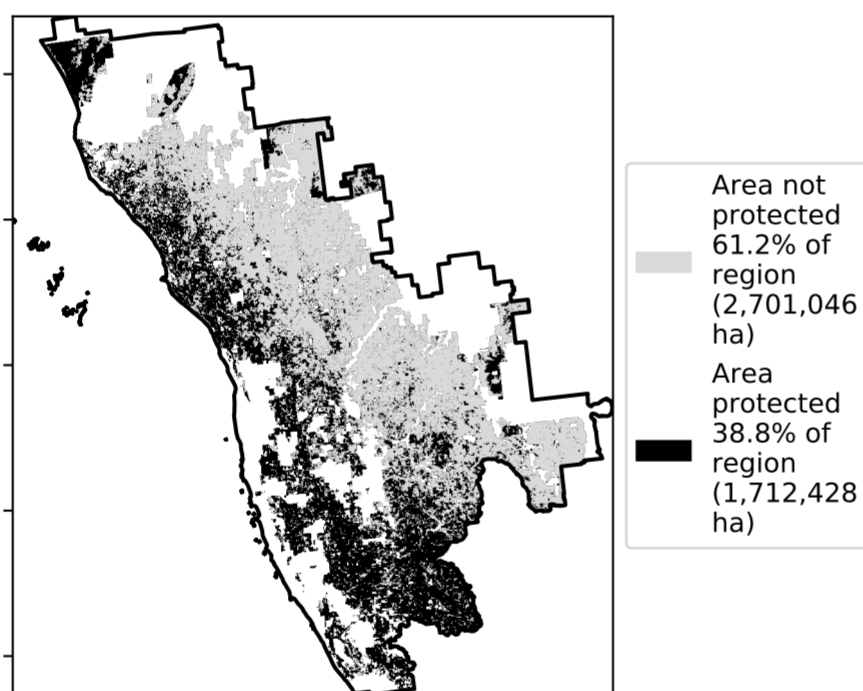 Area not
protected
61.2% of
region
(2,701,046
ha)
Area
protected
38.8% of
region
(1,712,428
ha)